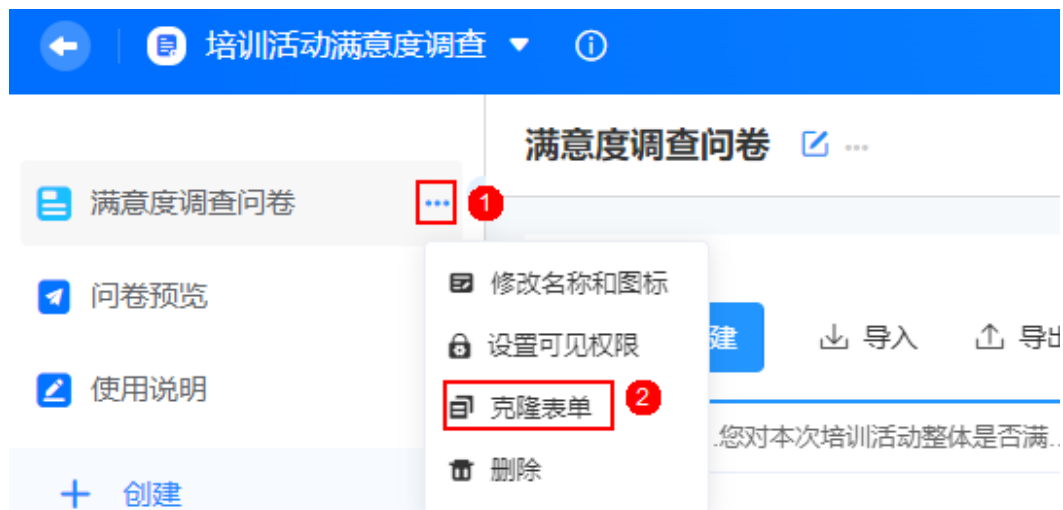 培训活动满意度调查
满意度调查问卷
满意度调查问卷
1
修改名称和图标
问卷预览
设置可见权限
建
导入
导出
使用说明
克隆表单
2
.您对本次培训活动整体是否满..
删除
创建